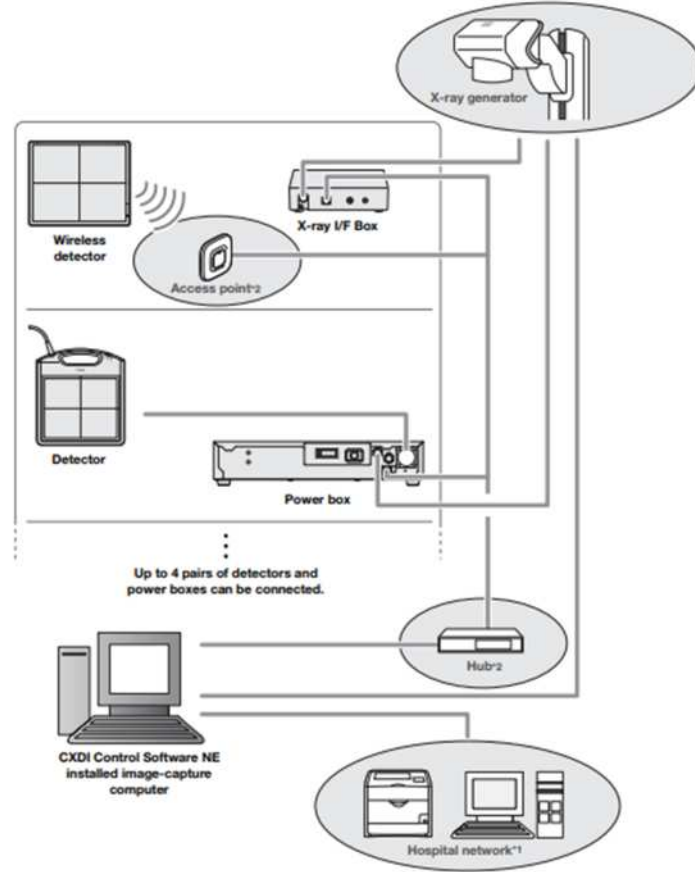 X-ray generator
Wireless
detector
X-ray I/F Box
Access point*2
Detector
Power box
Up to 4 pairs of detectors and
power boxes can be connected.
Hub*2
CXDI Control Software NE
installed image-capture
computer
Hospital network*1